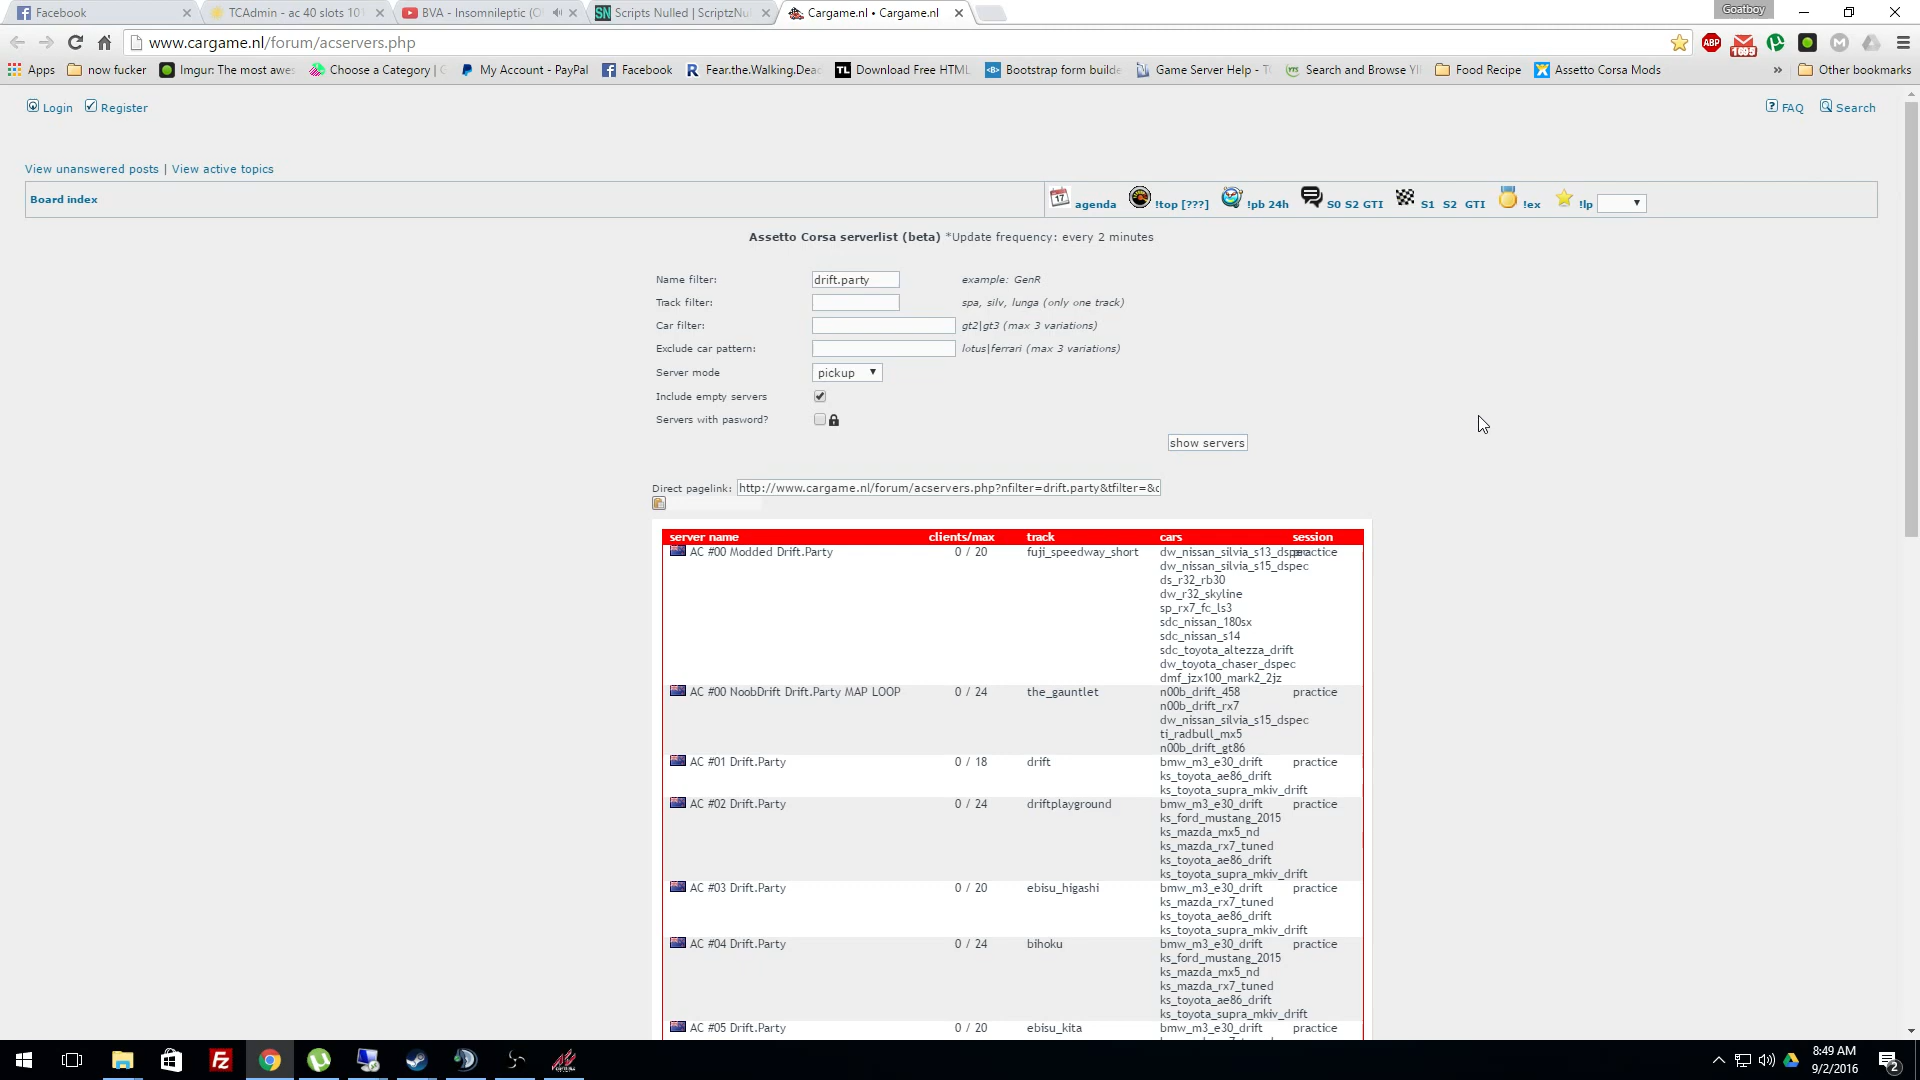 Facebook
TCAdmin - ac 40 slots 10
BVA - Insomnileptic (O
Scripts Nulled | ScriptzNul
Cargame.nl • Cargame.nl
Goatboy
www.cargame.nl/forum/acservers.php
ABP
1695
M
Apps
now fucker
Imgur: The most awes
Choose a Category |
My Account - PayPal
Facebook
Fear.the.Walking.Dea
Download Free HTML
Bootstrap form builde
Game Server Help - TC
Search and Browse YI
Food Recipe
Assetto Corsa Mods
»
Other bookmarks
Login
Register
FAQ
Search
View unanswered posts | View active topics
Board index
17
agenda
!top [???]
!pb 24h
S0 S2 GTI
S1 S2 GTI
!ex
!lp
Assetto Corsa serverlist (beta) *Update frequency: every 2 minutes
Name filter: drift.party example: GenR
Track filter: spa, silv, lunga (only one track)
Car filter: gt2|gt3 (max 3 variations)
Exclude car pattern: lotus|ferrari (max 3 variations)
Server mode pickup
Include empty servers
Servers with pasword?
show servers
Direct pagelink: http://www.cargame.nl/forum/acservers.php?nfilter=drift.party&tfilter=&c
server name clients/max track cars session
AC #00 Modded Drift.Party 0 / 20 fuji_speedway_short dw_nissan_silvia_s13_dspec practice
dw_nissan_silvia_s15_dspec
ds_r32_rb30
dw_r32_skyline
sp_rx7_fc_ls3
sdc_nissan_180sx
sdc_nissan_s14
sdc_toyota_altezza_drift
dw_toyota_chaser_dspec
dmf_jzx100_mark2_2jz
AC #00 NoobDrift Drift.Party MAP LOOP 0 / 24 the_gauntlet n00b_drift_458 practice
n00b_drift_rx7
dw_nissan_silvia_s15_dspec
ti_radbull_mx5
n00b_drift_gt86
AC #01 Drift.Party 0 / 18 drift bmw_m3_e30_drift practice
ks_toyota_ae86_drift
ks_toyota_supra_mkiv_drift
AC #02 Drift.Party 0 / 24 driftplayground bmw_m3_e30_drift practice
ks_ford_mustang_2015
ks_mazda_mx5_nd
ks_mazda_rx7_tuned
ks_toyota_ae86_drift
ks_toyota_supra_mkiv_drift
AC #03 Drift.Party 0 / 20 ebisu_higashi bmw_m3_e30_drift practice
ks_mazda_rx7_tuned
ks_toyota_ae86_drift
ks_toyota_supra_mkiv_drift
AC #04 Drift.Party 0 / 24 bihoku bmw_m3_e30_drift practice
ks_ford_mustang_2015
ks_mazda_mx5_nd
ks_mazda_rx7_tuned
ks_toyota_ae86_drift
ks_toyota_supra_mkiv_drift
AC #05 Drift.Party 0 / 20 ebisu_kita bmw_m3_e30_drift practice
8:49 AM
9/2/2016
2